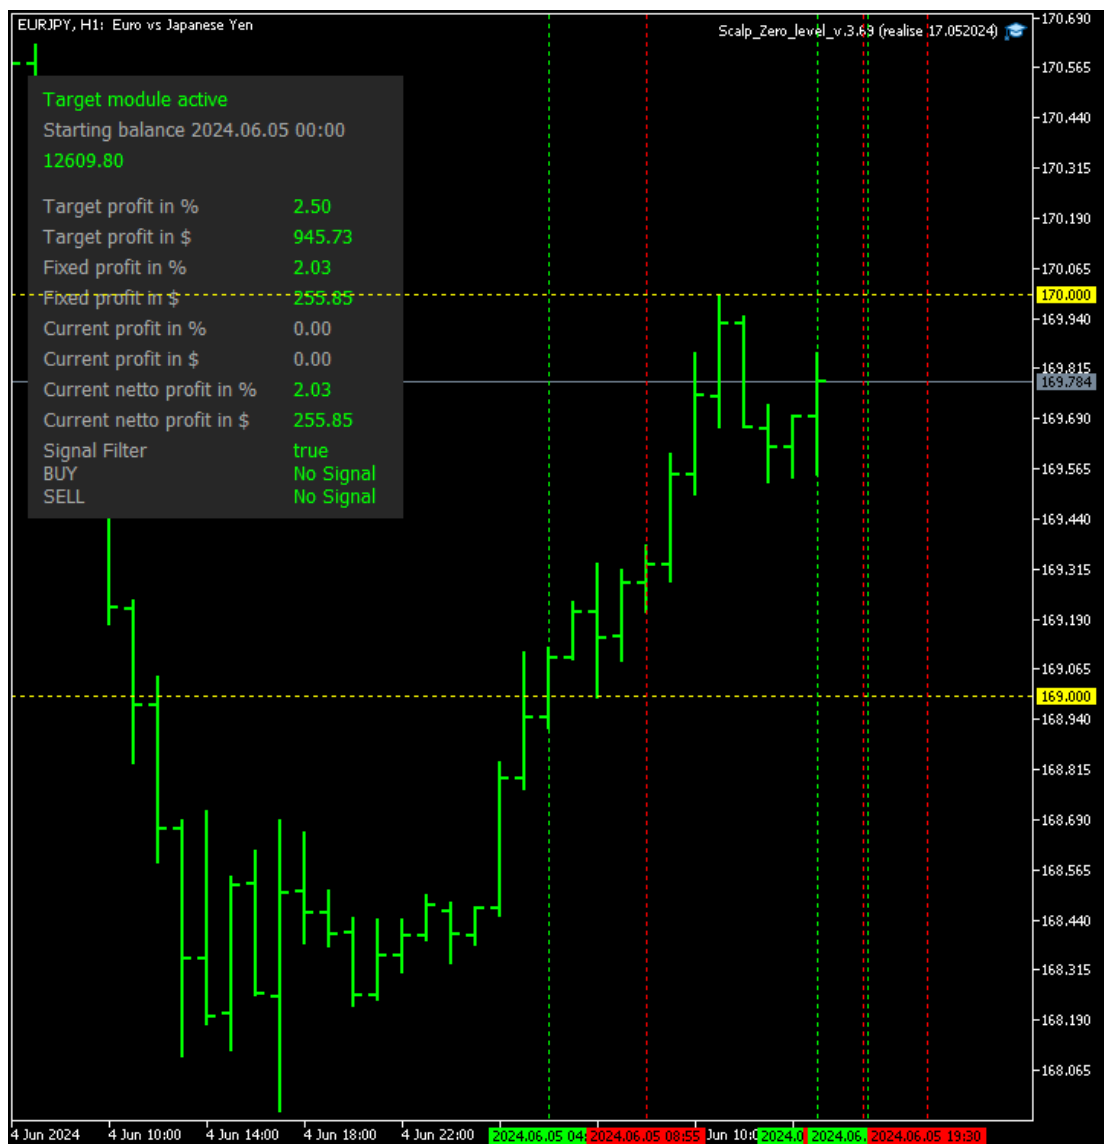 EURJPY, H1: Euro vs Japanese Yen
Scalp_Zero_level_v.3.69 (realise 17.052024)
Target module active
Starting balance 2024.06.05 00:00
12609.80
Target profit in % 2.50
Target profit in $ 945.73
Fixed profit in % 2.03
Fixed profit in $ 255.85
Current profit in % 0.00
Current profit in $ 0.00
Current netto profit in % 2.03
Current netto profit in $ 255.85
Signal Filter true
BUY No Signal
SELL No Signal
170.690
170.565
170.440
170.315
170.190
170.065
170.000
169.940
169.815
169.784
169.690
169.565
169.440
169.315
169.190
169.065
169.000
168.940
168.815
168.690
168.565
168.440
168.315
168.190
168.065
4 Jun 2024 4 Jun 10:00 4 Jun 14:00 4 Jun 18:00 4 Jun 22:00 2024.06.05 04: 2024.06.05 08:55 Jun 10:0 2024.0 2024.06. 2024.06.05 19:30